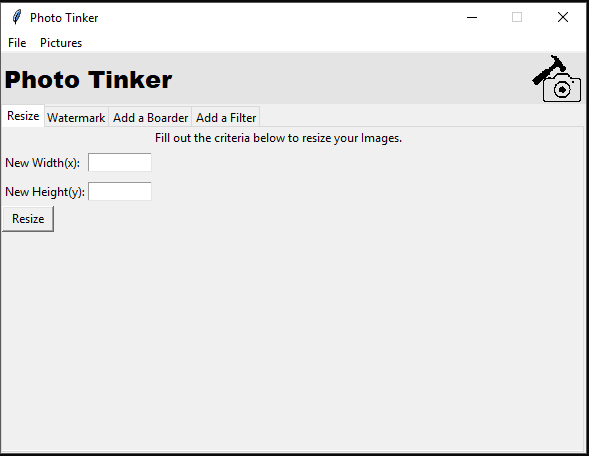 Photo Tinker
File Pictures
Photo Tinker
Resize Watermark Add a Boarder Add a Filter
Fill out the criteria below to resize your Images.
New Width(x):
New Height(y):
Resize